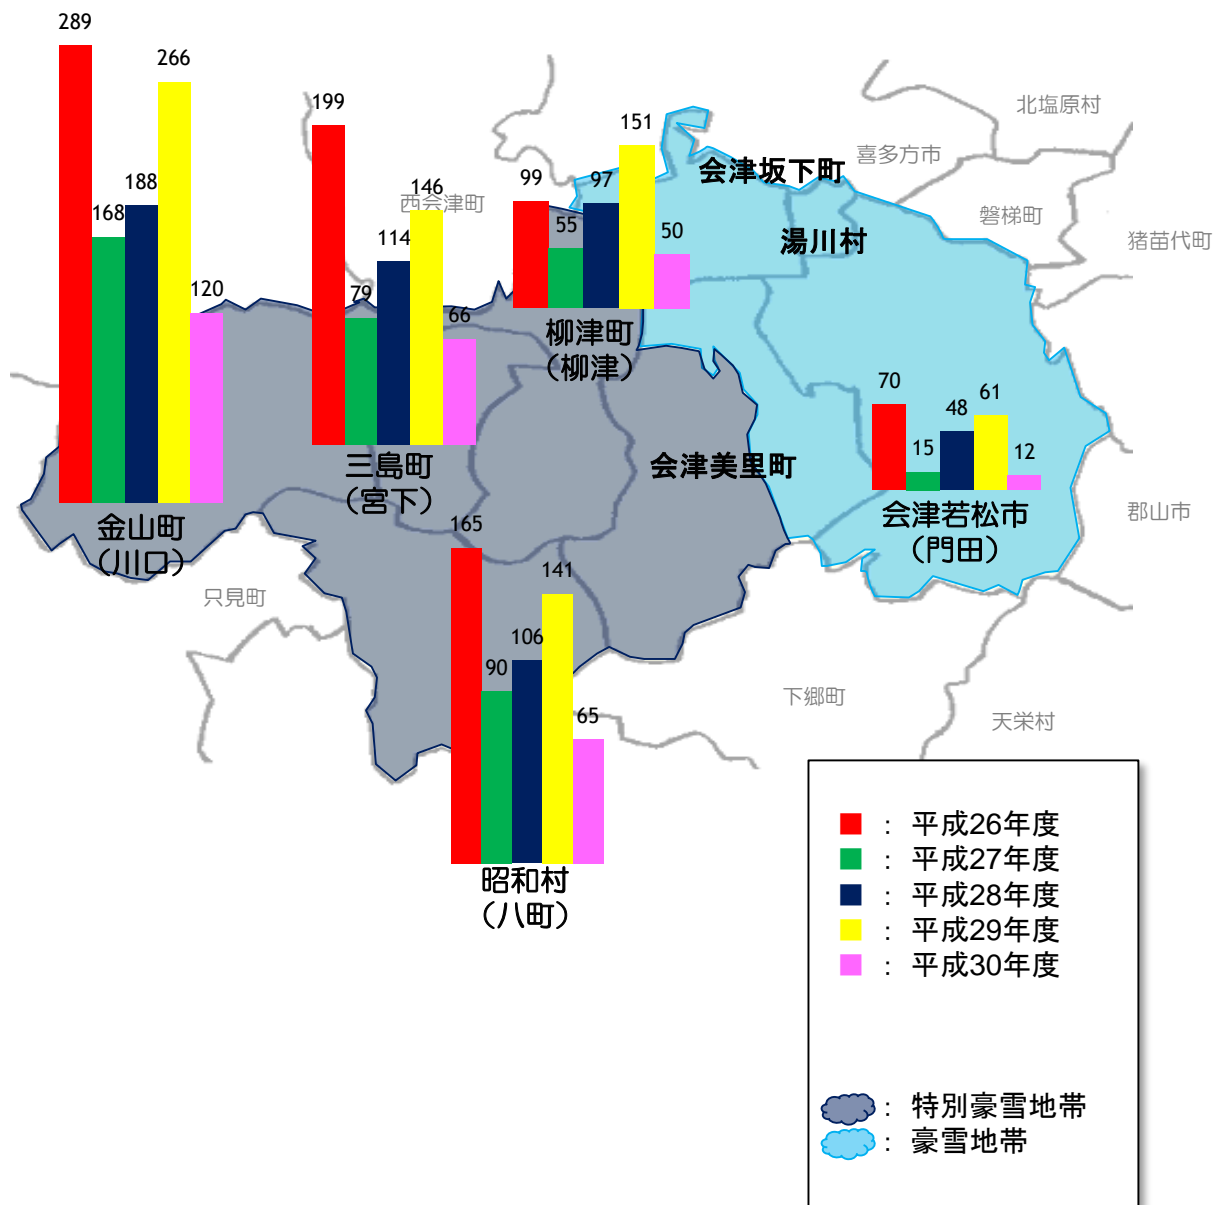 289
168
188
266
120
金山町
(川口)
199
79
114
146
66
三島町
(宮下)
99
55
97
151
50
柳津町
(柳津)
165
90
106
141
65
昭和村
(八町)
70
15
48
61
12
会津若松市
(門田)
会津坂下町
湯川村
会津美里町
西会津町
喜多方市
北塩原村
磐梯町
猪苗代町
郡山市
只見町
下郷町
天栄村
: 平成26年度
: 平成27年度
: 平成28年度
: 平成29年度
: 平成30年度
: 特別豪雪地帯
: 豪雪地帯